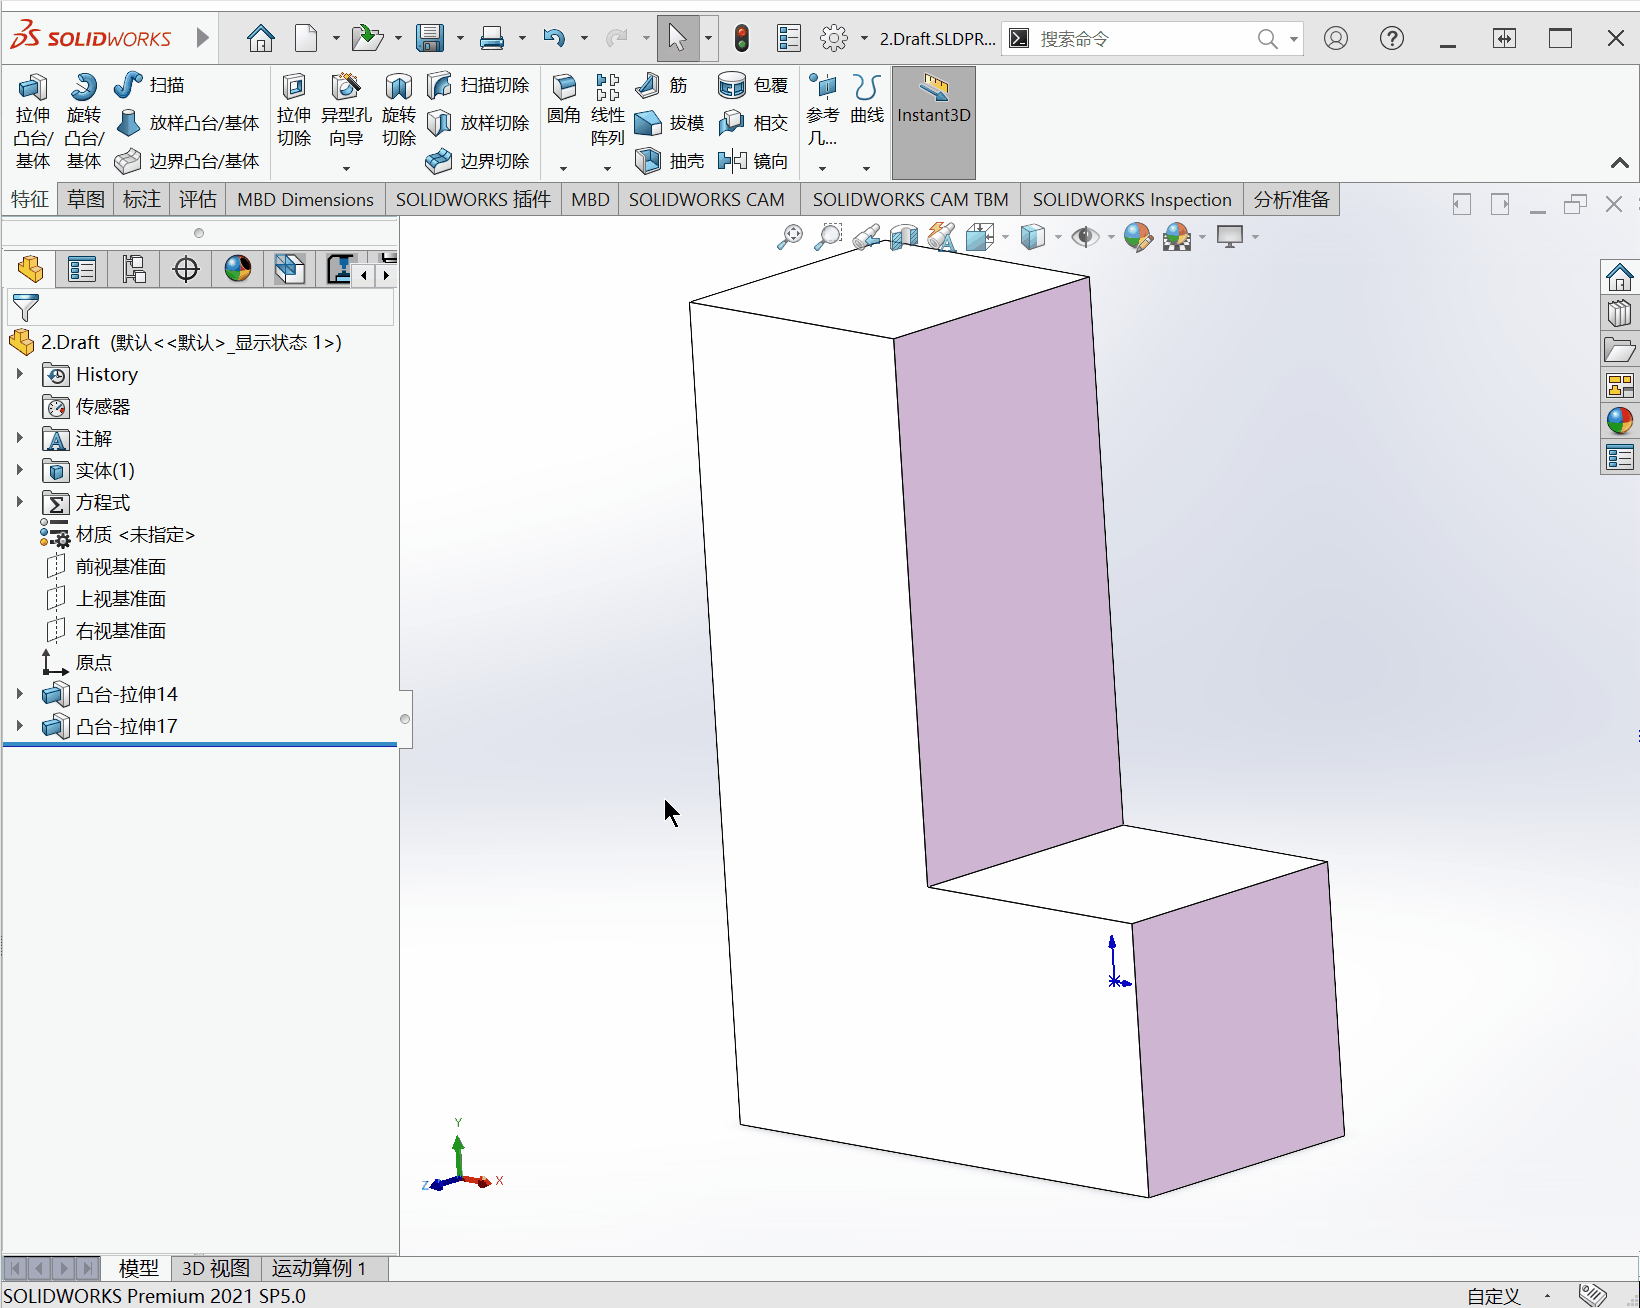 SOLIDWORKS
2.Draft.SLDPR...
搜索命令
拉伸凸台/基体
旋转凸台/基体
扫描
放样凸台/基体
边界凸台/基体
拉伸切除
异型孔向导
旋转切除
扫描切除
放样切除
边界切除
圆角
线性阵列
筋
拔模
抽壳
包覆
相交
镜向
参考几...
曲线
Instant3D
特征
草图
标注
评估
MBD Dimensions
SOLIDWORKS 插件
MBD
SOLIDWORKS CAM
SOLIDWORKS CAM TBM
SOLIDWORKS Inspection
分析准备
2.Draft (默认<<默认>_显示状态 1>)
History
传感器
注解
实体(1)
方程式
材质 <未指定>
前视基准面
上视基准面
右视基准面
原点
凸台-拉伸14
凸台-拉伸17
Y
Z
X
模型
3D 视图
运动算例 1
SOLIDWORKS Premium 2021 SP5.0
自定义